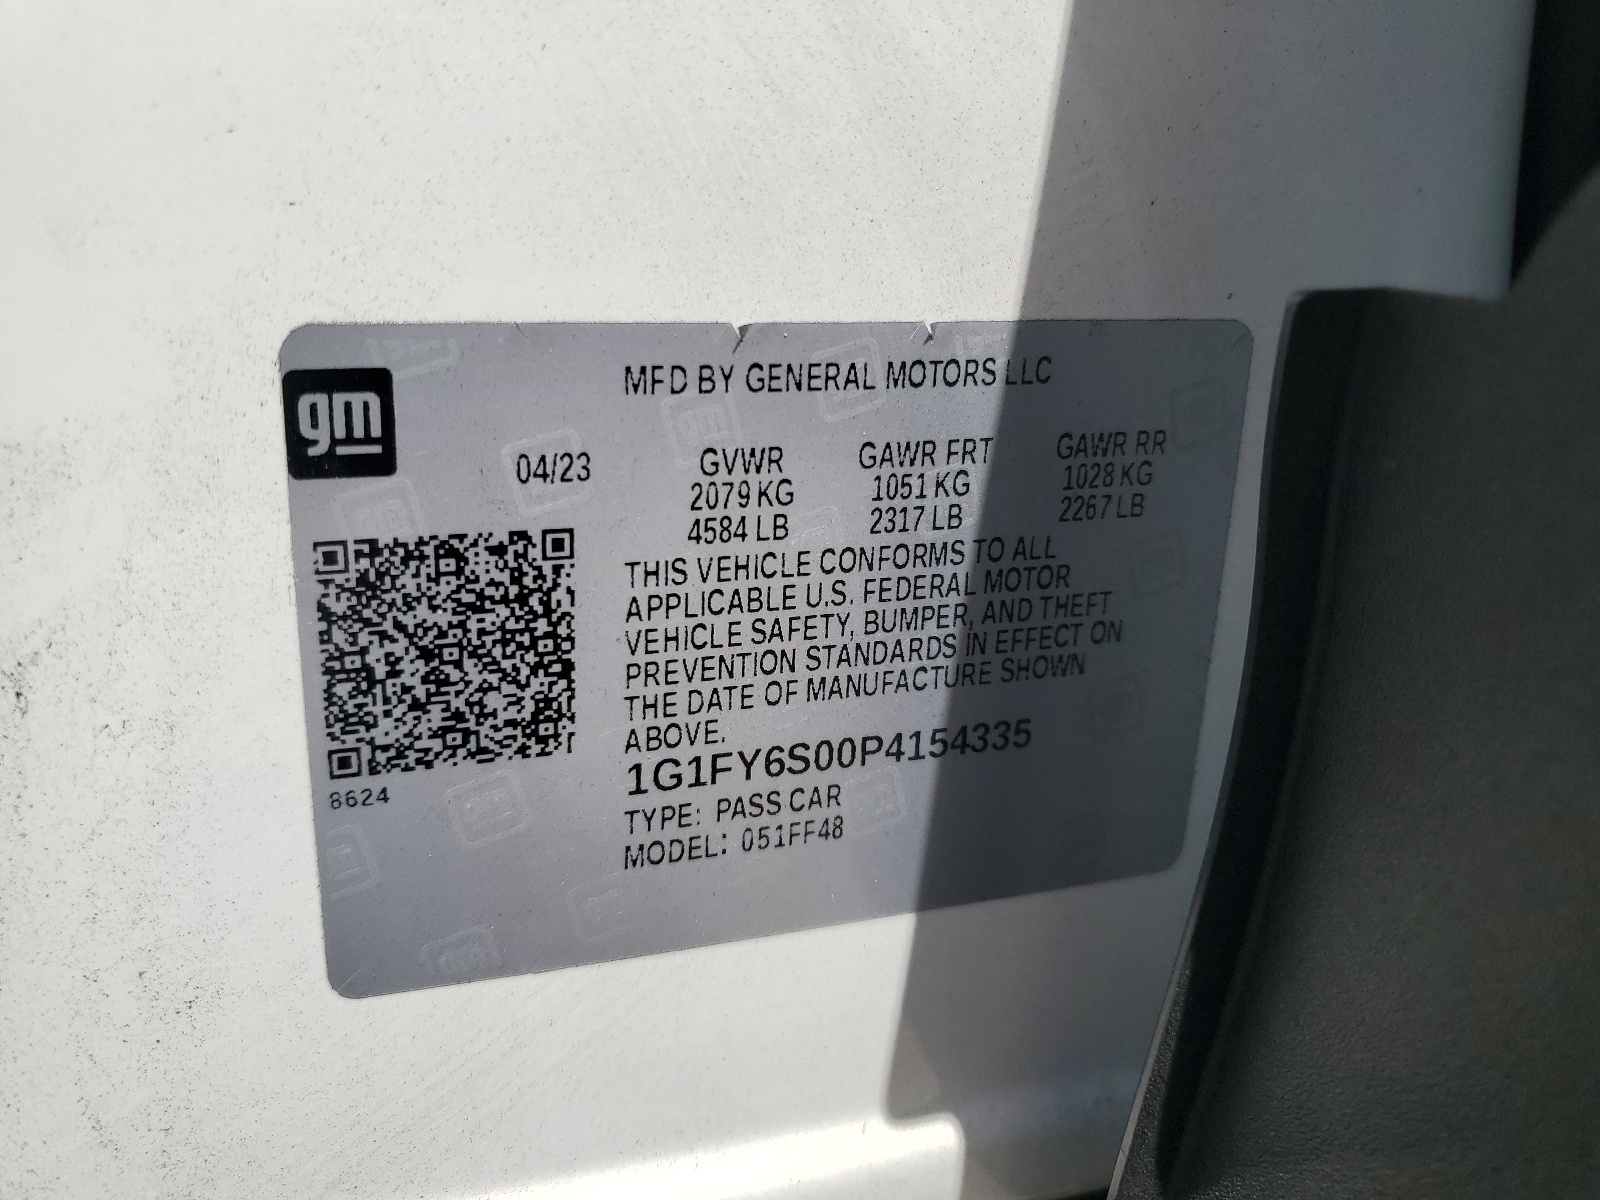 gm
MFD BY GENERAL MOTORS LLC
04/23
GVWR GAWR FRT GAWR RR
2079 KG 1051 KG 1028 KG
4584 LB 2317 LB 2267 LB
THIS VEHICLE CONFORMS TO ALL
APPLICABLE U.S. FEDERAL MOTOR
VEHICLE SAFETY, BUMPER, AND THEFT
PREVENTION STANDARDS IN EFFECT ON
THE DATE OF MANUFACTURE SHOWN
ABOVE.
1G1FY6S00P4154335
8624
TYPE: PASS CAR
MODEL: 051FF48